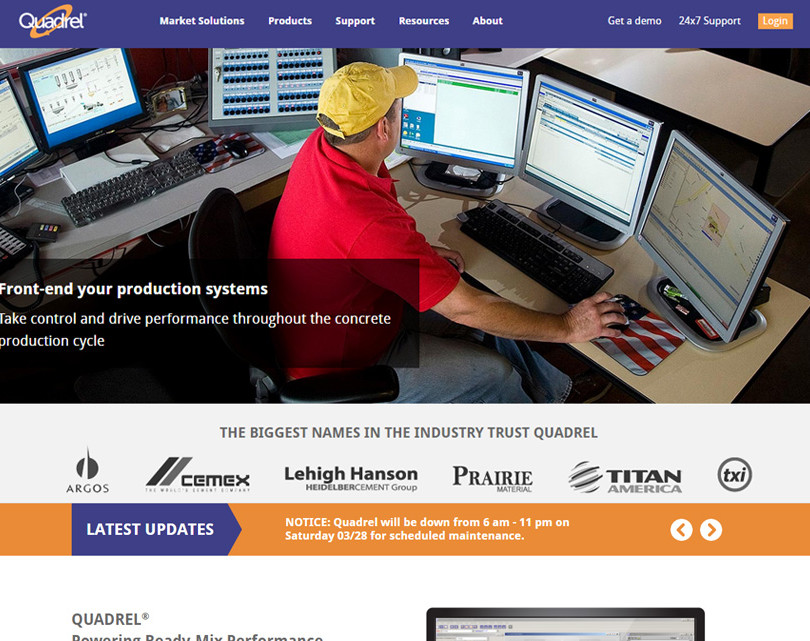 Quadrel®
Market Solutions
Products
Support
Resources
About
Get a demo
24x7 Support
Login
Front-end your production systems
Take control and drive performance throughout the concrete
production cycle
THE BIGGEST NAMES IN THE INDUSTRY TRUST QUADREL
ARGOS
CEMEX
THE WORLD'S CEMENT COMPANY
Lehigh Hanson
HEIDELBERGCEMENT Group
PRAIRIE
MATERIAL
TITAN
AMERICA
txi
LATEST UPDATES
NOTICE: Quadrel will be down from 6 am - 11 pm on
Saturday 03/28 for scheduled maintenance.
QUADREL®
Powering Ready-Mix Performance